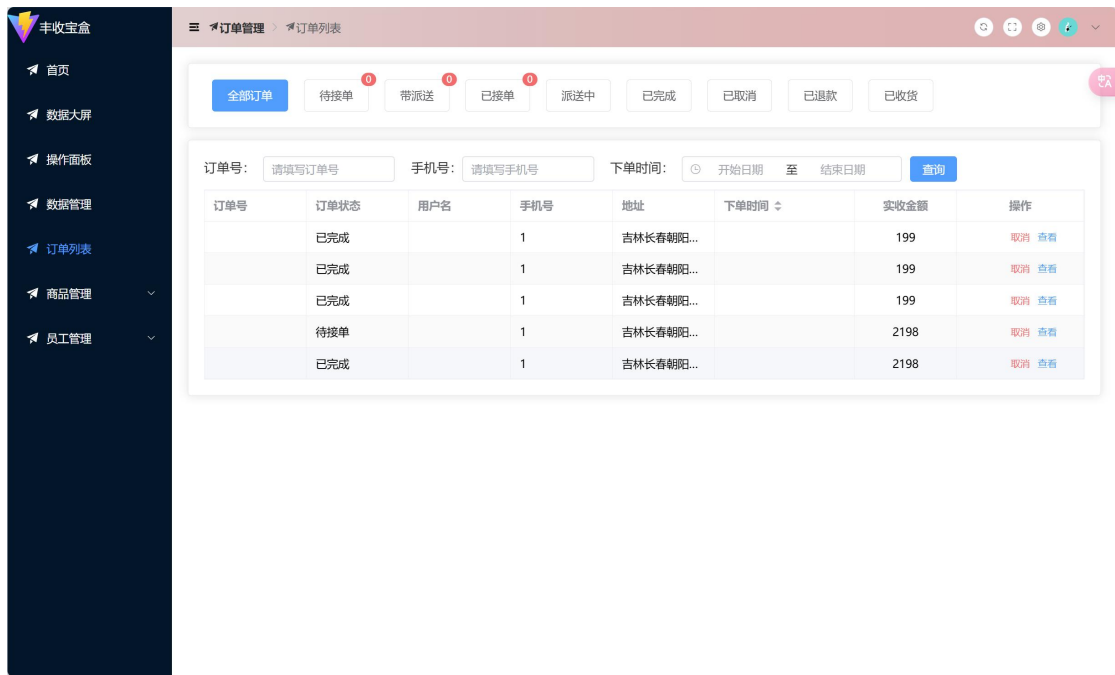 丰收宝盒
订单管理 订单列表
首页
数据大屏
操作面板
数据管理
订单列表
商品管理
员工管理
全部订单 待接单 0 带派送 0 已接单 0 派送中 已完成 已取消 已退款 已收货
订单号： 请填写订单号 手机号： 请填写手机号 下单时间： 开始日期 至 结束日期 查询
订单号 订单状态 用户名 手机号 地址 下单时间 实收金额 操作
已完成 1 吉林长春朝阳... 199 取消 查看
已完成 1 吉林长春朝阳... 199 取消 查看
已完成 1 吉林长春朝阳... 199 取消 查看
待接单 1 吉林长春朝阳... 2198 取消 查看
已完成 1 吉林长春朝阳... 2198 取消 查看
中A